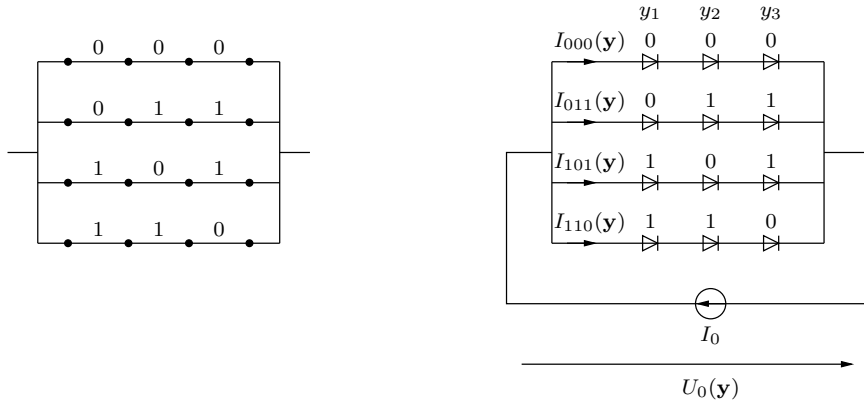 0 0 0
0 1 1
1 0 1
1 1 0
y1 y2 y3
I000(y) 0 0 0
I011(y) 0 1 1
I101(y) 1 0 1
I110(y) 1 1 0
I0
U0(y)